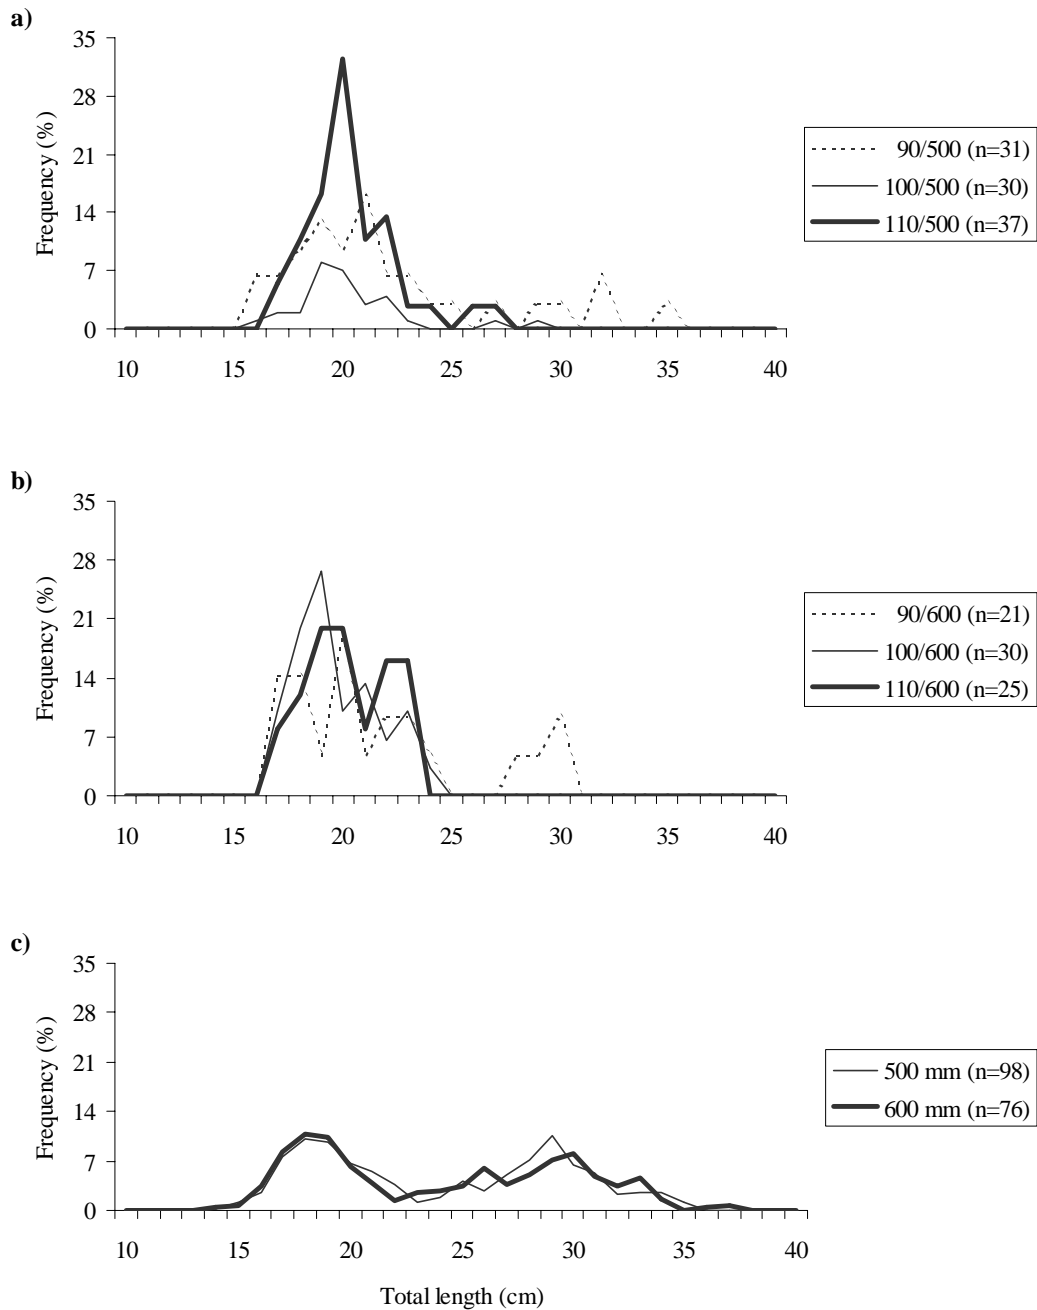 a)
35
28
21
14
7
0
Frequency (%)
10 15 20 25 30 35 40
90/500 (n=31)
100/500 (n=30)
110/500 (n=37)
b)
35
28
21
14
7
0
Frequency (%)
10 15 20 25 30 35 40
90/600 (n=21)
100/600 (n=30)
110/600 (n=25)
c)
35
28
21
14
7
0
Frequency (%)
10 15 20 25 30 35 40
500 mm (n=98)
600 mm (n=76)
Total length (cm)